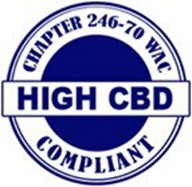 CHAPTER 246-70 WAC
HIGH CBD
COMPLIANT